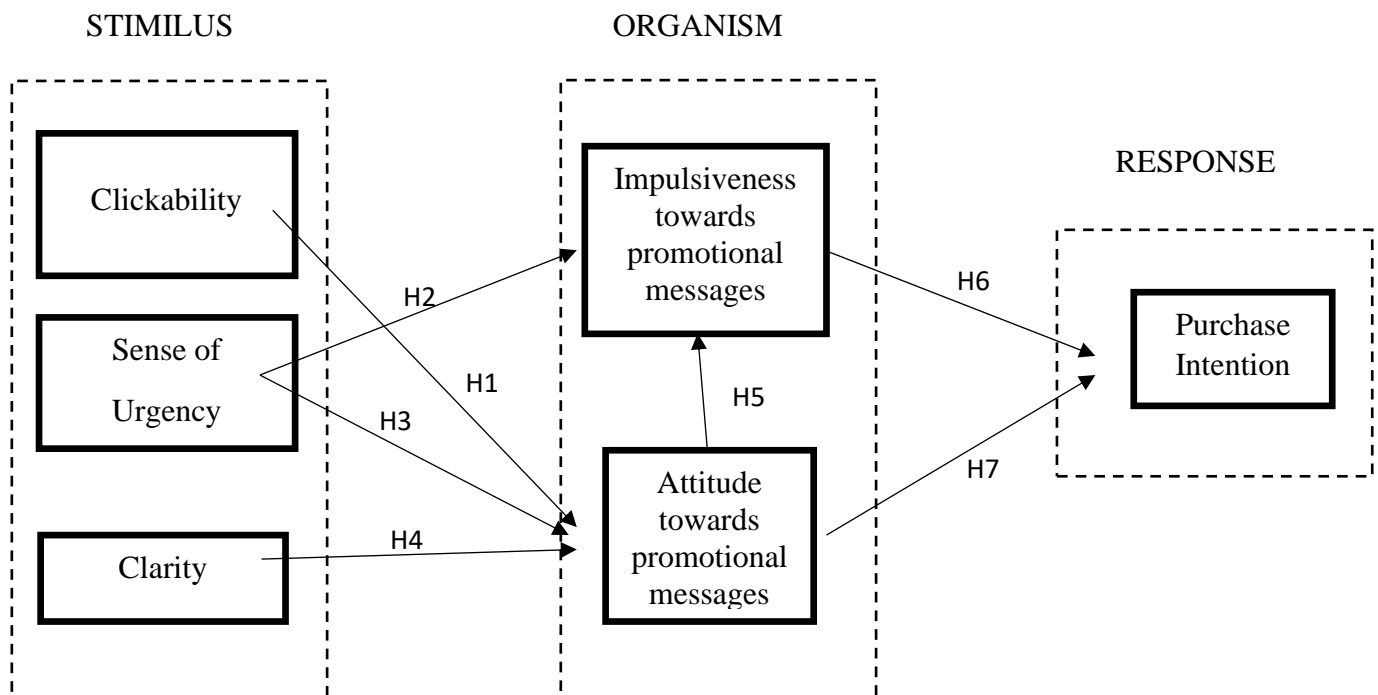 STIMILUS
ORGANISM
RESPONSE
Clickability
Sense of
Urgency
Clarity
H2
H1
H3
H4
Impulsiveness
towards
promotional
messages
H5
Attitude
towards
promotional
messages
H6
H7
Purchase
Intention